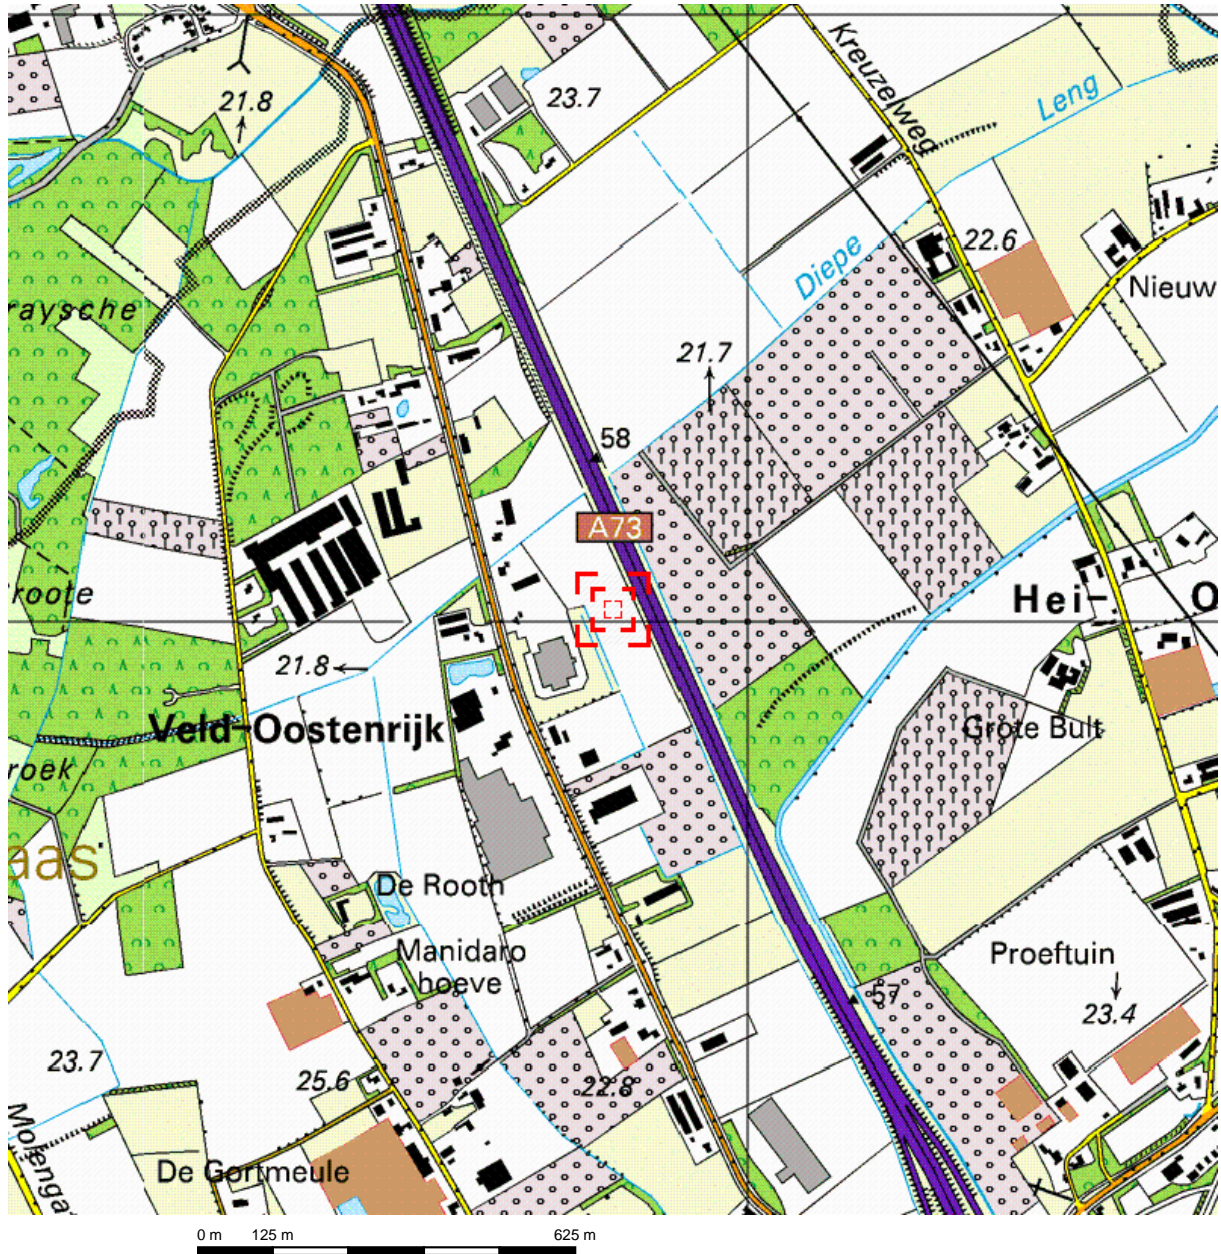 Kreuzelweg
21.8
23.7
Leng
22.6
Diepe
Nieuw
raysche
21.7
58
A73
roote
Hei-
O
21.8
Veld-Oostenrijk
Grote Bult
roek
aas
De Rooth
Manidaro
hoeve
Proeftuin
57
23.4
23.7
25.6
22.8
Molenga
De Gortmeule
0 m 125 m 625 m